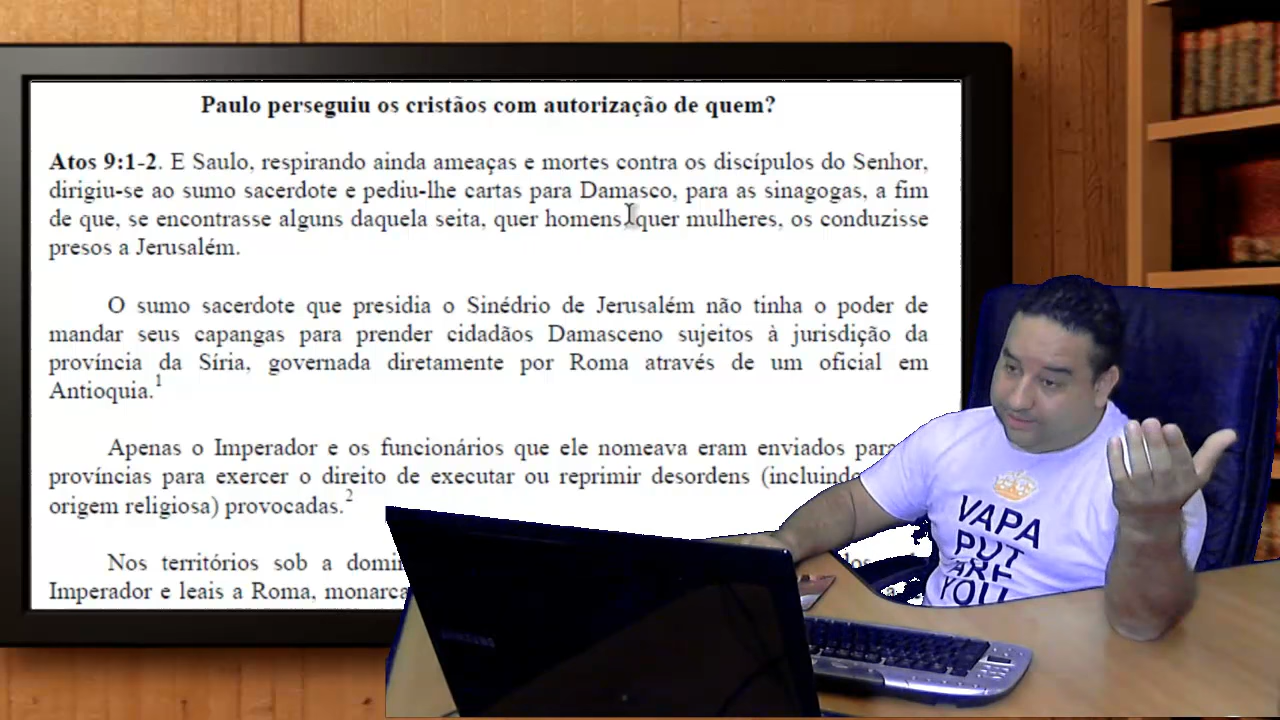 Paulo perseguiu os cristãos com autorização de quem?
Atos 9:1-2. E Saulo, respirando ainda ameaças e mortes contra os discípulos do Senhor,
dirigiu-se ao sumo sacerdote e pediu-lhe cartas para Damasco, para as sinagogas, a fim
de que, se encontrasse alguns daquela seita, quer homens quer mulheres, os conduzisse
presos a Jerusalém.
O sumo sacerdote que presidia o Sinédrio de Jerusalém não tinha o poder de
mandar seus capangas para prender cidadãos Damasceno sujeitos à jurisdição da
província da Síria, governada diretamente por Roma através de um oficial em
Antioquia.1
Apenas o Imperador e os funcionários que ele nomeava eram enviados para
províncias para exercer o direito de executar ou reprimir desordens (incluindo
origem religiosa) provocadas.2
Nos territórios sob a
Imperador e leais a Roma,
VAPA
PUT
ARE
YOU
SAMSUNG